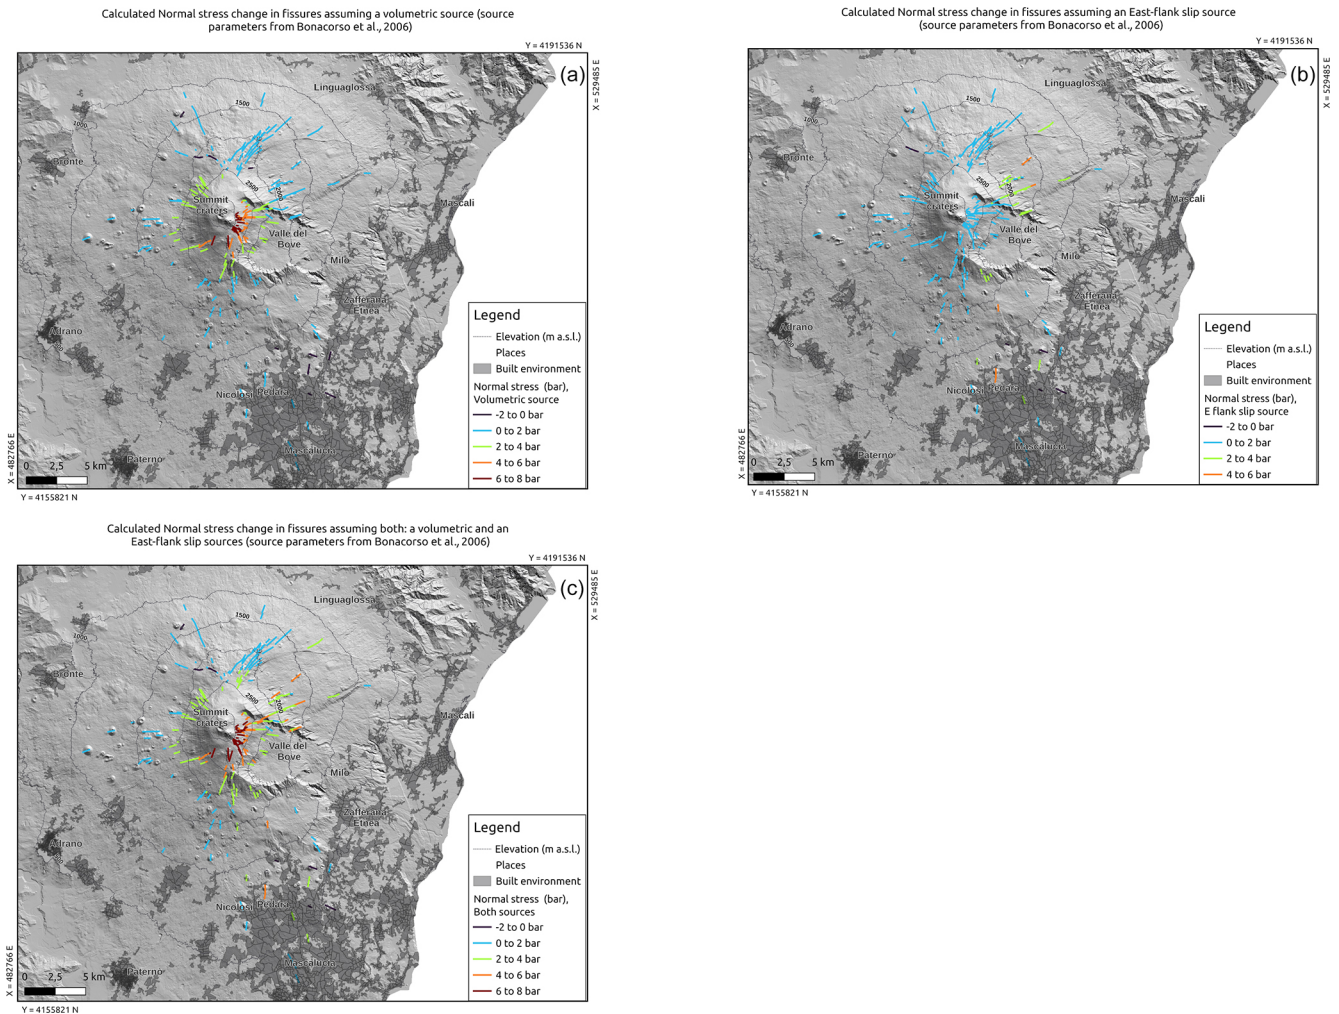 Calculated Normal stress change in fissures assuming a volumetric source (source
parameters from Bonacorso et al., 2006)
Y = 4191536 N
(a)
X = 529485 E
Linguaglossa
1500
1000
Bronte
2500
2000
Summit
craters
Mascali
Valle del
Bove
Milo
Zafferana
Etnea
Adrano
Nicolosi
Pedara
Mascalucia
Paternò
X = 482766 E
0 2,5 5 km
Y = 4155821 N
Legend
Elevation (m a.s.l.)
Places
Built environment
Normal stress (bar),
Volumetric source
-2 to 0 bar
0 to 2 bar
2 to 4 bar
4 to 6 bar
6 to 8 bar
Calculated Normal stress change in fissures assuming an East-flank slip source
(source parameters from Bonacorso et al., 2006)
Y = 4191536 N
(b)
X = 529485 E
Linguaglossa
1500
1000
Bronte
2500
2000
Summit
craters
Mascali
Valle del
Bove
Milo
Zafferana
Etnea
Adrano
Nicolosi
Pedara
Mascalucia
Paternò
X = 482766 E
0 2,5 5 km
Y = 4155821 N
Legend
Elevation (m a.s.l.)
Places
Built environment
Normal stress (bar),
E flank slip source
-2 to 0 bar
0 to 2 bar
2 to 4 bar
4 to 6 bar
Calculated Normal stress change in fissures assuming both: a volumetric and an
East-flank slip sources (source parameters from Bonacorso et al., 2006)
Y = 4191536 N
(c)
X = 529485 E
Linguaglossa
1500
1000
Bronte
2500
2000
Summit
craters
Mascali
Valle del
Bove
Milo
Zafferana
Etnea
Adrano
Nicolosi
Pedara
Mascalucia
Paternò
X = 482766 E
0 2,5 5 km
Y = 4155821 N
Legend
Elevation (m a.s.l.)
Places
Built environment
Normal stress (bar),
Both sources
-2 to 0 bar
0 to 2 bar
2 to 4 bar
4 to 6 bar
6 to 8 bar